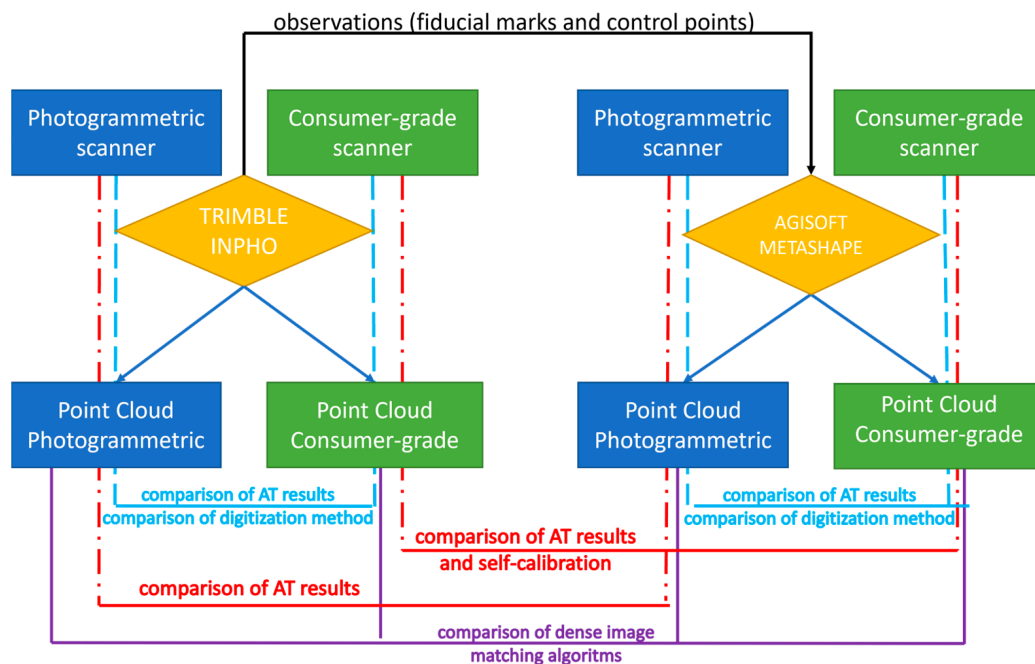 observations (fiducial marks and control points)
Photogrammetric
scanner
Consumer-grade
scanner
Photogrammetric
scanner
Consumer-grade
scanner
TRIMBLE
INPHO
AGISOFT
METASHAPE
Point Cloud
Photogrammetric
Point Cloud
Consumer-grade
Point Cloud
Photogrammetric
Point Cloud
Consumer-grade
comparison of AT results
comparison of digitization method
comparison of AT results
comparison of digitization method
comparison of AT results
and self-calibration
comparison of AT results
comparison of dense image
matching algoritms